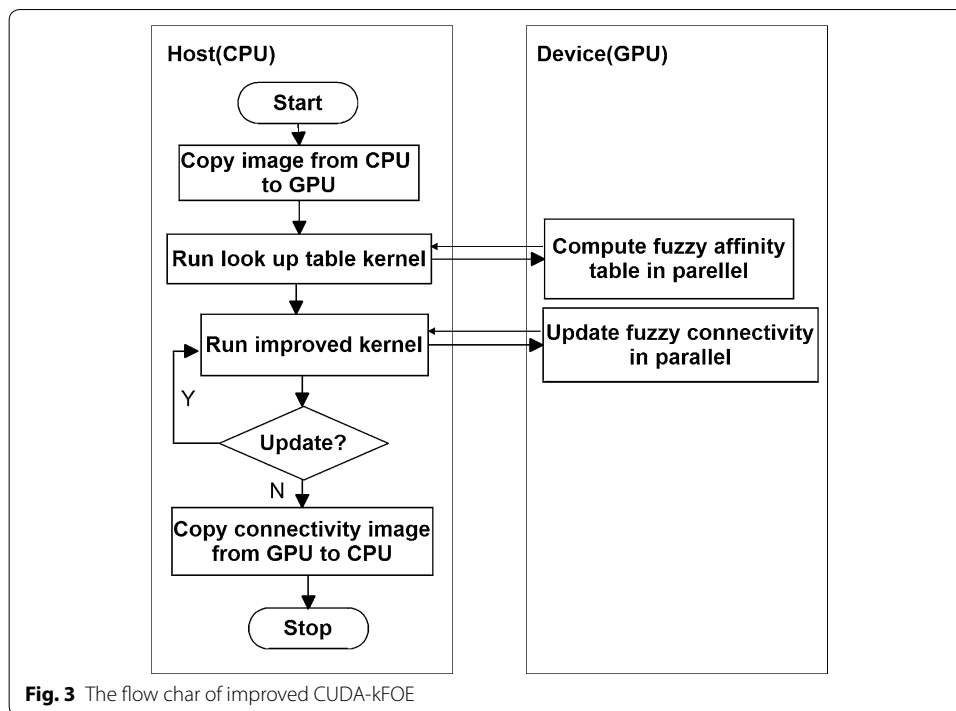 Host(CPU)
Device(GPU)
Start
Copy image from CPU
to GPU
Run look up table kernel
Compute fuzzy affinity
table in parellel
Run improved kernel
Update fuzzy connectivity
in parallel
Y
Update?
N
Copy connectivity image
from GPU to CPU
Stop
Fig. 3 The flow char of improved CUDA-kFOE